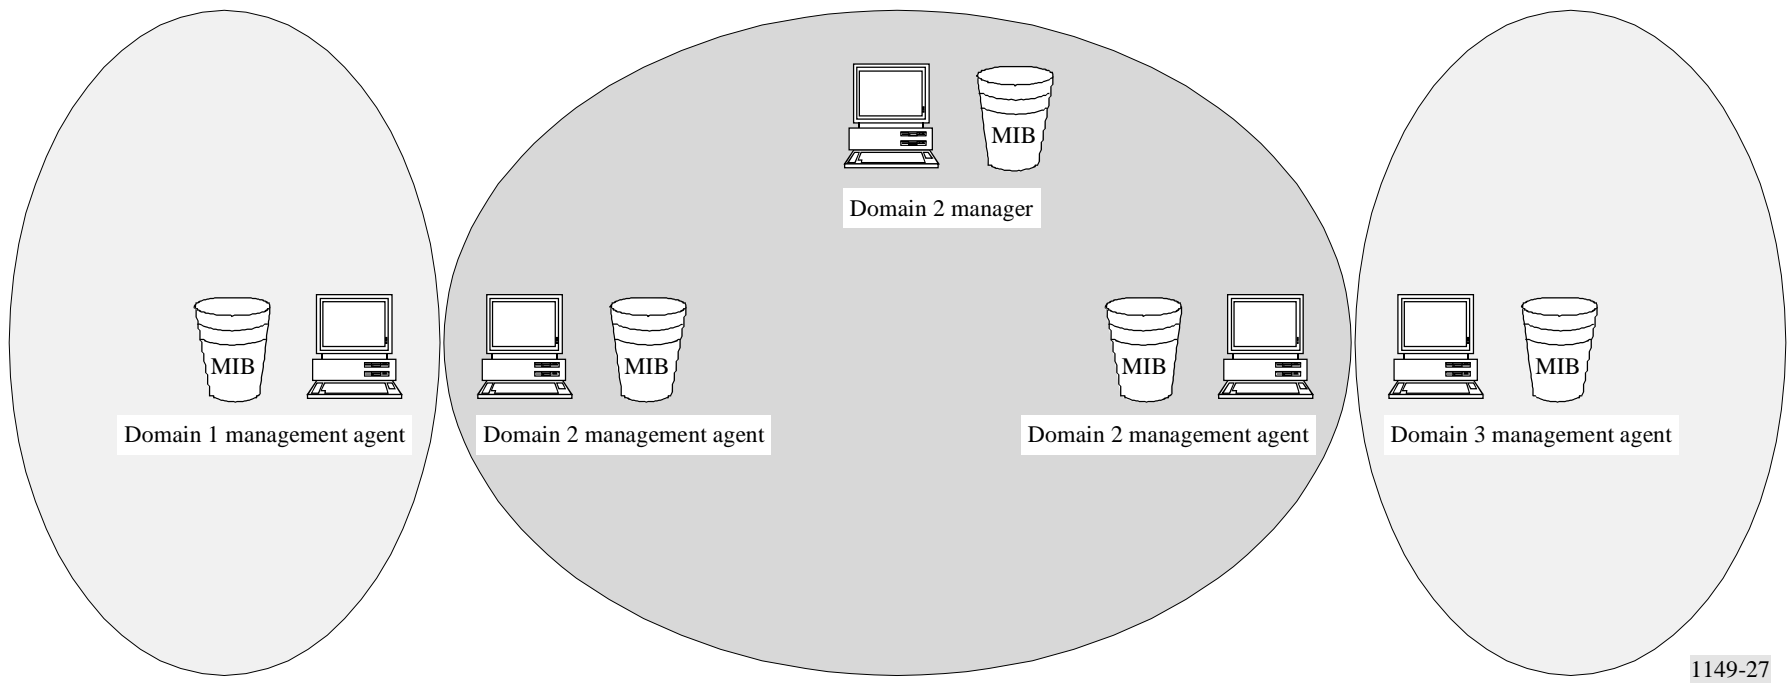 MIB
Domain 2 manager
MIB
MIB
MIB
MIB
Domain 1 management agent
Domain 2 management agent
Domain 2 management agent
Domain 3 management agent
1149-27